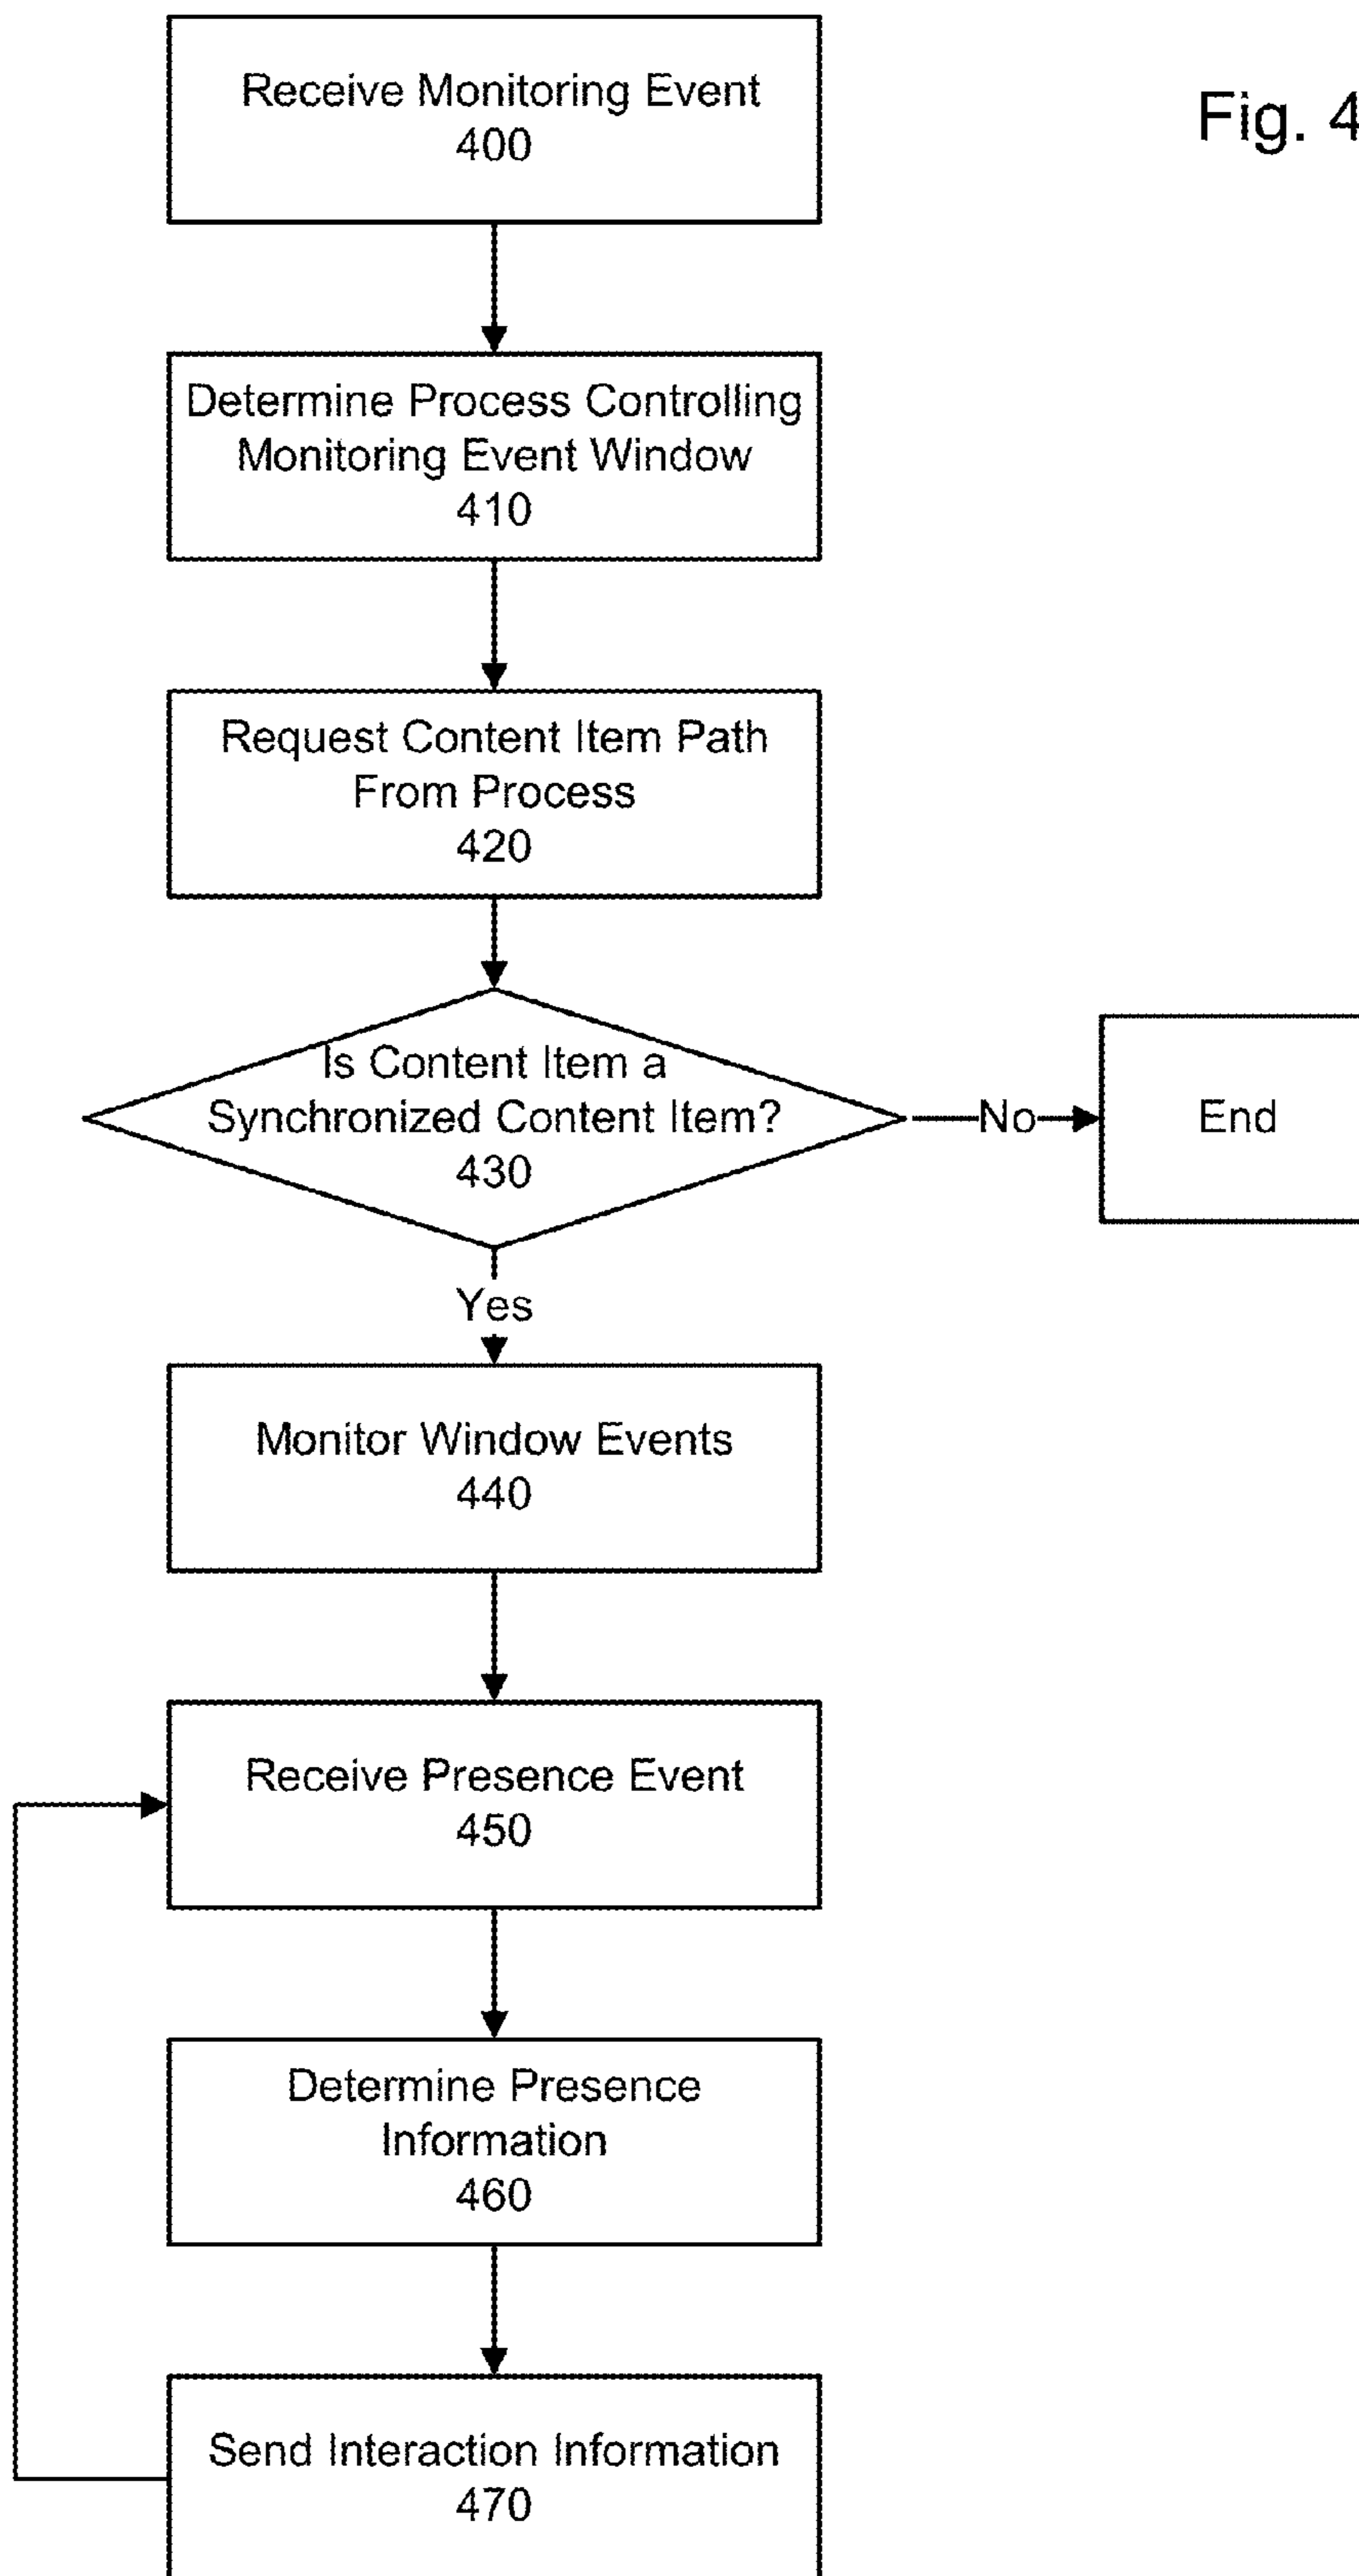 Fig. 4
Receive Monitoring Event
400
Determine Process Controlling
Monitoring Event Window
410
Request Content Item Path
From Process
420
Is Content Item a
Synchronized Content Item?
430
No
End
Yes
Monitor Window Events
440
Receive Presence Event
450
Determine Presence
Information
460
Send Interaction Information
470